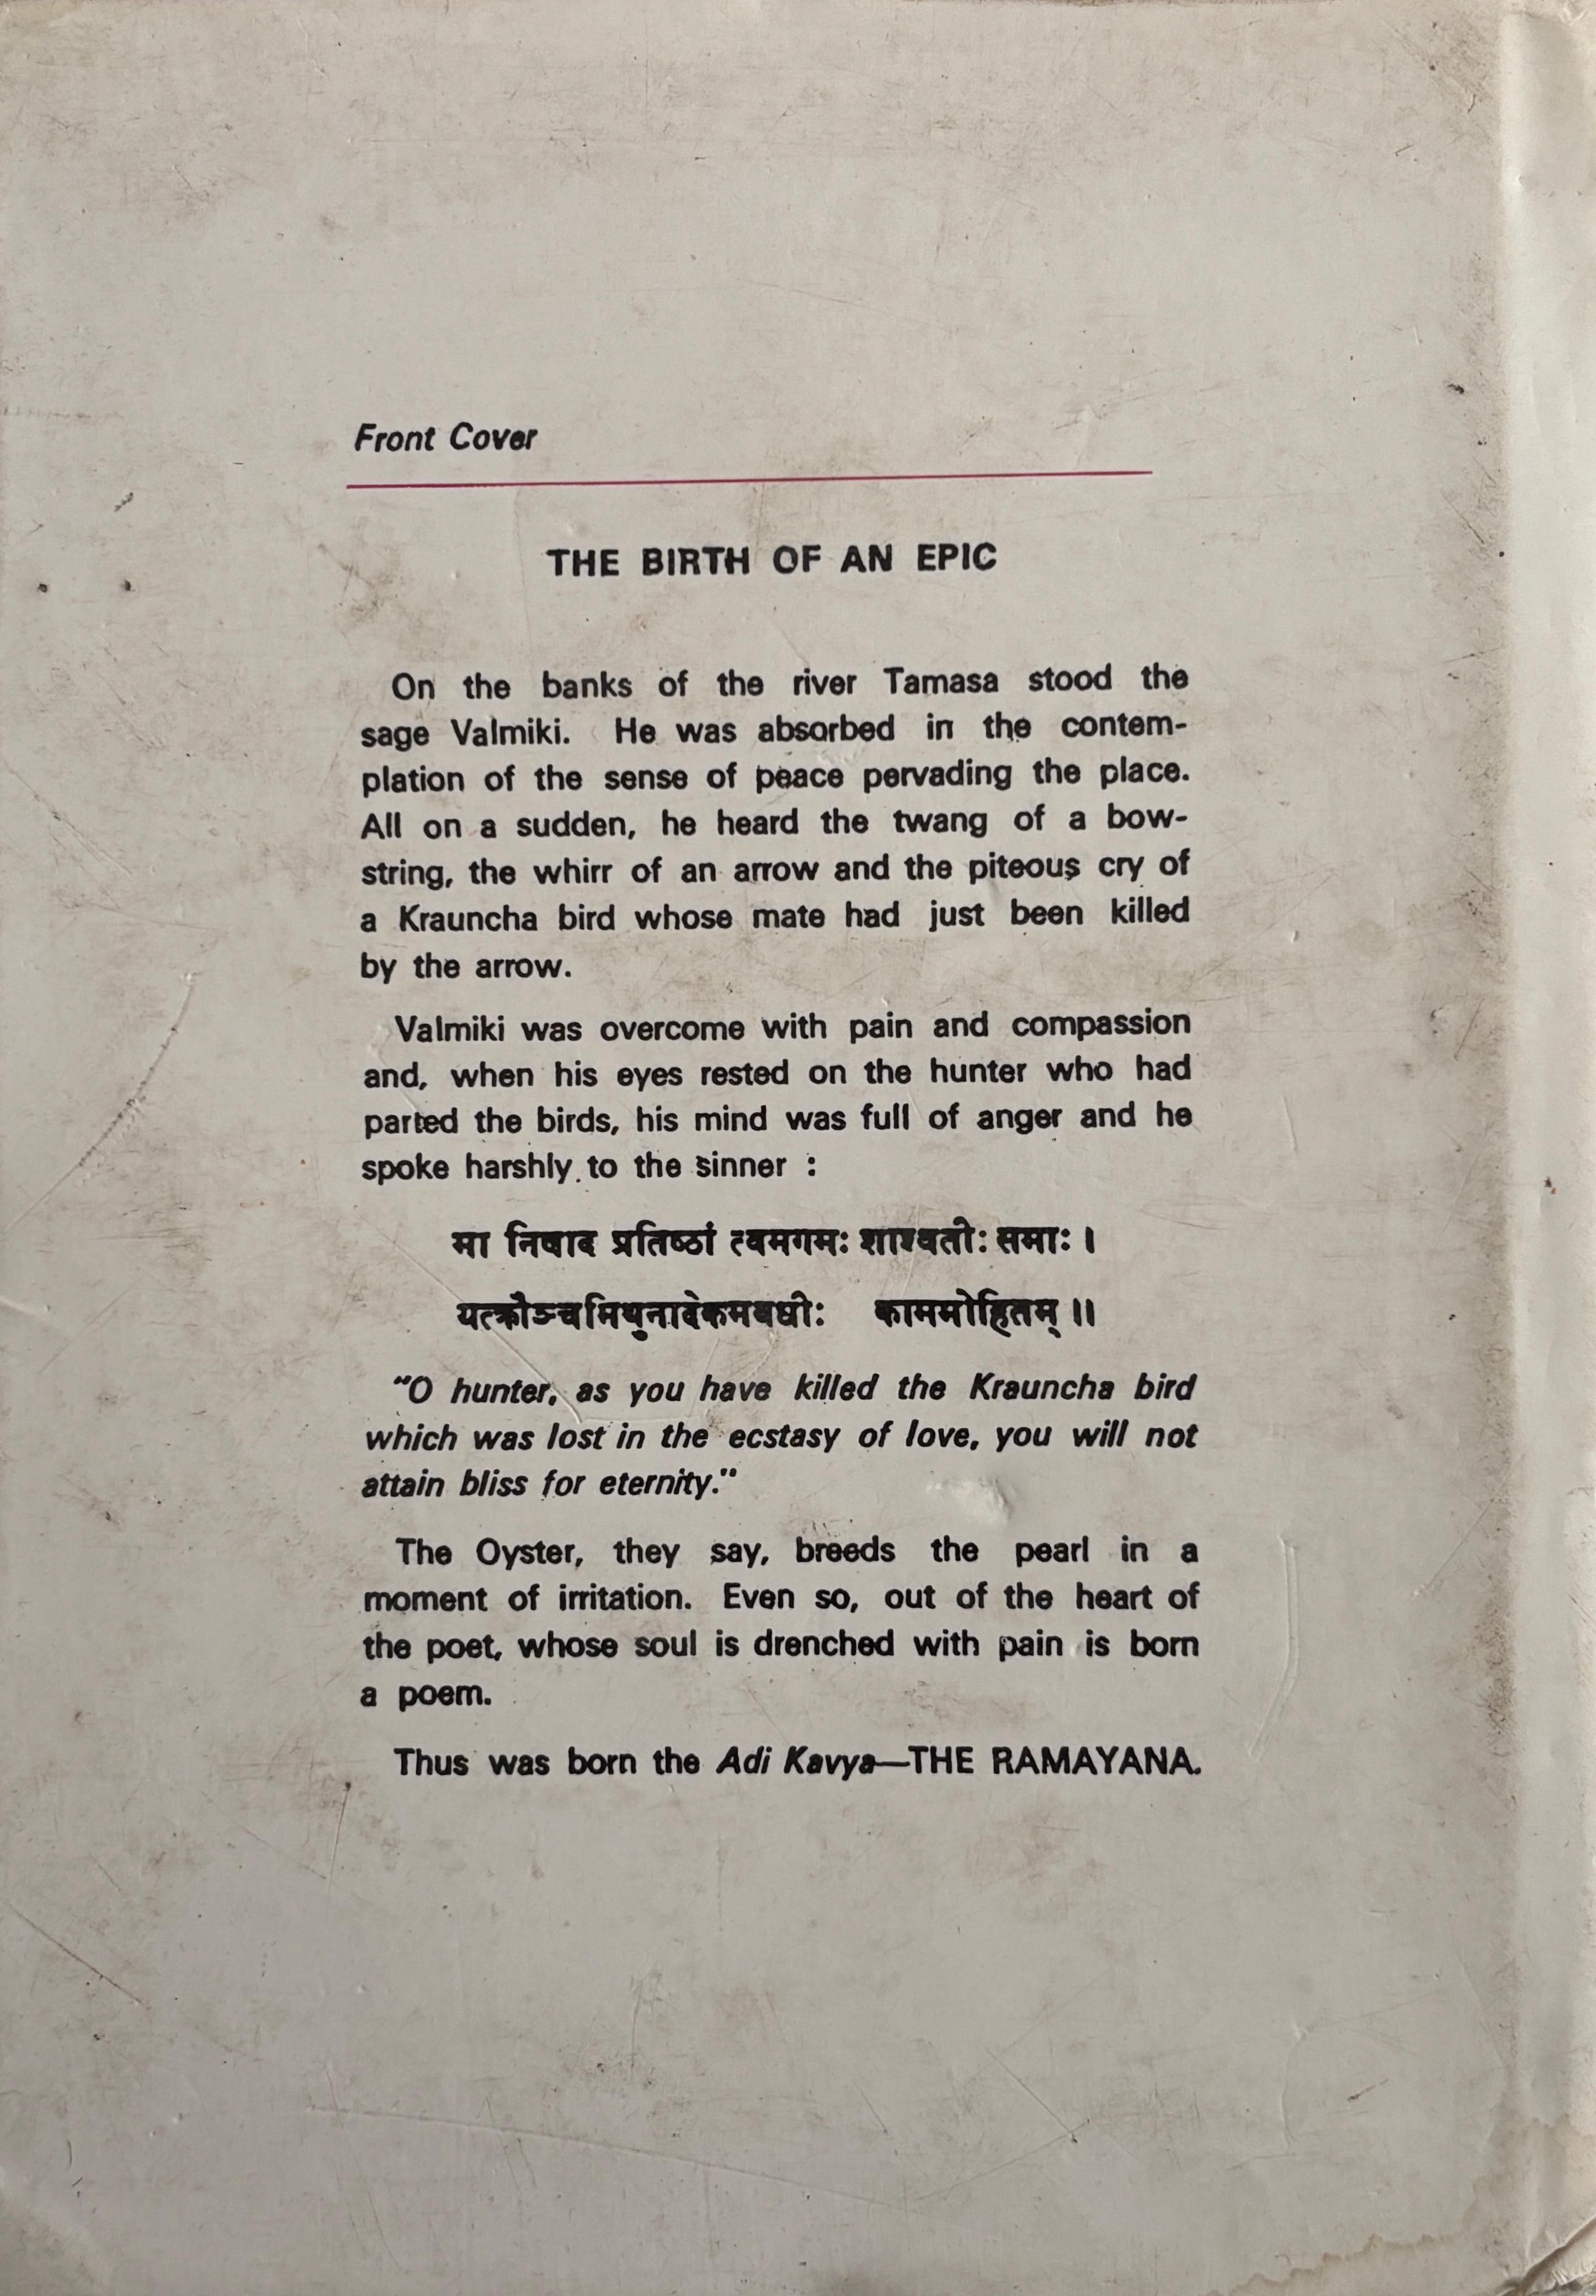 Front Cover
THE BIRTH OF AN EPIC
On the banks of the river Tamasa stood the
sage Valmiki. He was absorbed in the contem-
plation of the sense of peace pervading the place.
All on a sudden, he heard the twang of a bow-
string, the whirr of an arrow and the piteous cry of
a Krauncha bird whose mate had just been killed
by the arrow.
Valmiki was overcome with pain and compassion
and, when his eyes rested on the hunter who had
parted the birds, his mind was full of anger and he
spoke harshly to the sinner :
मा निषाद प्रतिष्ठां त्वमगमः शाश्वतीः समाः ।
यत्क्रौञ्चमिथुनादेकमवधीः काममोहितम् ॥
“O hunter, as you have killed the Krauncha bird
which was lost in the ecstasy of love, you will not
attain bliss for eternity.”
The Oyster, they say, breeds the pearl in a
moment of irritation. Even so, out of the heart of
the poet, whose soul is drenched with pain is born
a poem.
Thus was born the Adi Kavya—THE RAMAYANA.